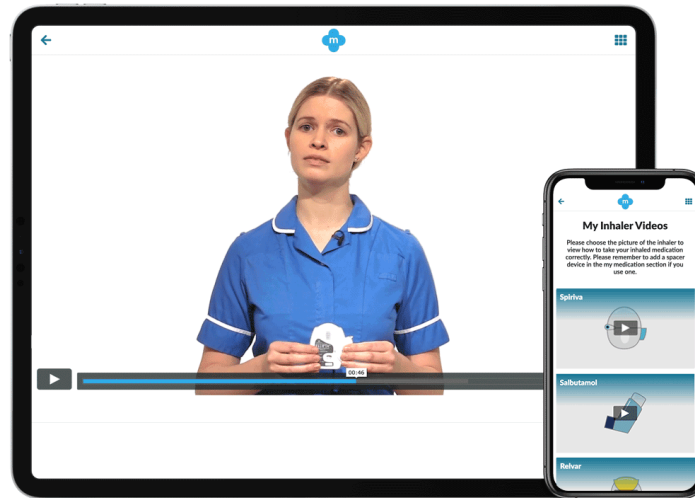 m
00:46
m
My Inhaler Videos
Please choose the picture of the inhaler to
view how to take your inhaled medication
correctly. Please remember to add a spacer
device in the my medication section if you
use one.
Spiriva
Salbutamol
Relvar